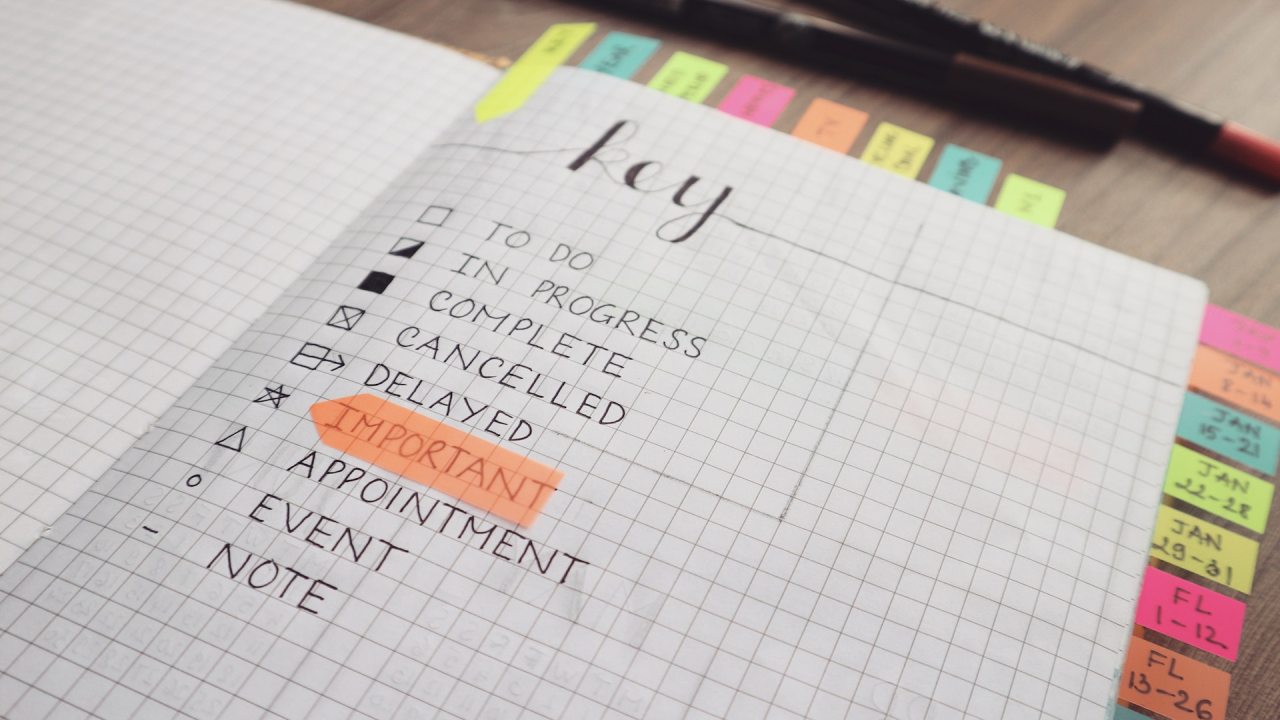 key
TO DO
IN PROGRESS
COMPLETE
CANCELLED
DELAYED
IMPORTANT
APPOINTMENT
EVENT
NOTE
JAN
8-14
JAN
15-21
JAN
22-28
JAN
29-31
FL
1-12
FL
13-26